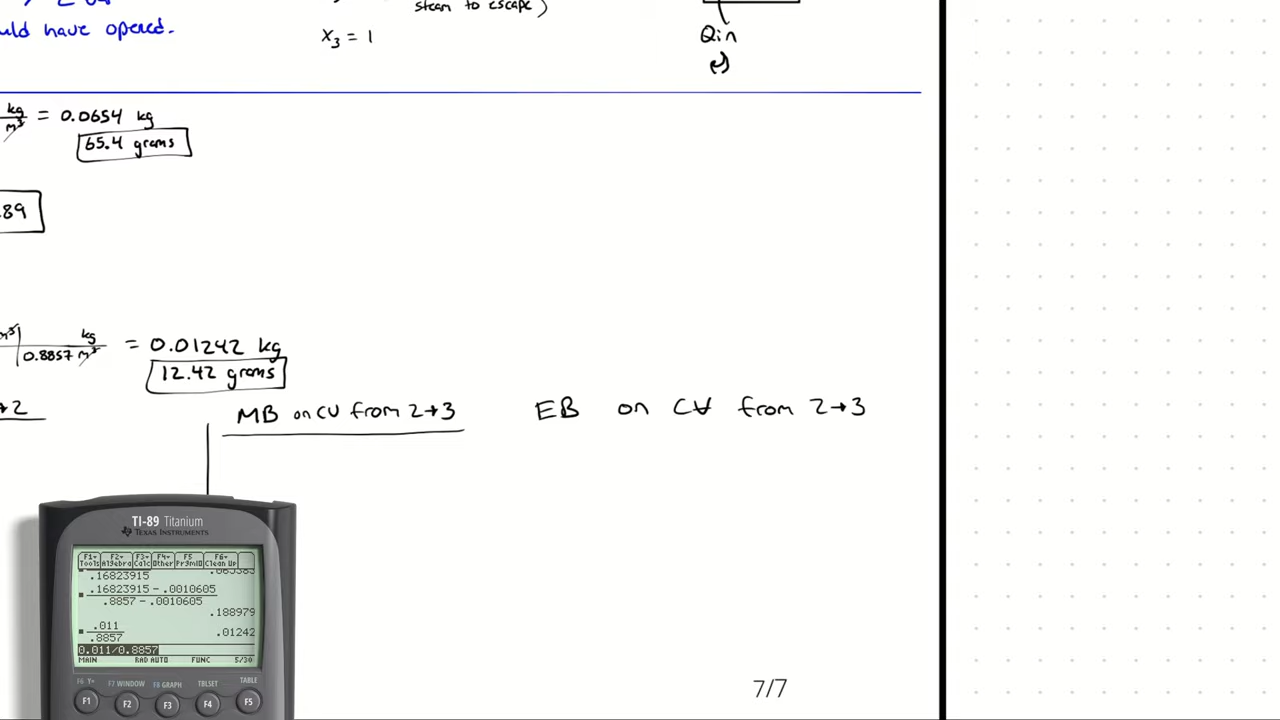 steam to escape)
uld have opened.
x₃ = 1
Qin
(√)
kg/m³ = 0.0654 kg
65.4 grams
.89
m³ | kg
0.8857 m³ = 0.01242 kg
12.42 grams
→2
MB on CV from 2→3
EB on CV from 2→3
TI-89 Titanium
TEXAS INSTRUMENTS
F1▾ Tools F2▾ Algebra F3▾ Calc F4▾ Other F5 PrgmIO F6▾ Clean Up
.16823915
.16823915 - .0010605
.8857 - .0010605
.188979
.011
.8857
.01242
0.011/0.8857
MAIN RAD AUTO FUNC 5/30
F6 Y= F7 WINDOW F8 GRAPH TBLSET TABLE
F1 F2 F3 F4 F5
7/7